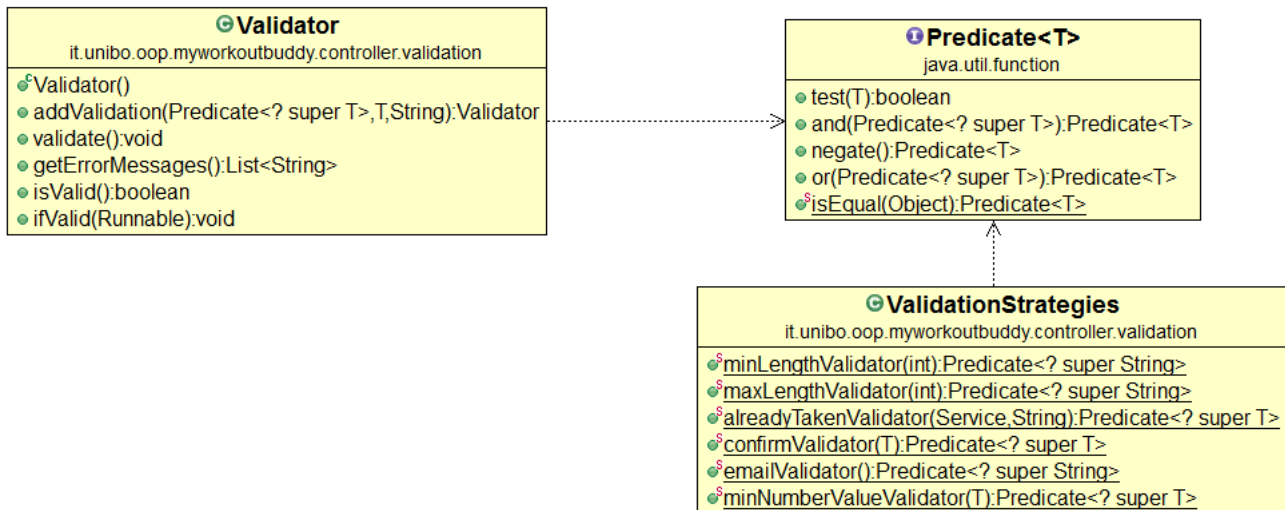 Validator
it.unibo.oop.myworkoutbuddy.controller.validation
Validator()
addValidation(Predicate<? super T>,T,String):Validator
validate():void
getErrorMessages():List<String>
isValid():boolean
ifValid(Runnable):void
Predicate<T>
java.util.function
test(T):boolean
and(Predicate<? super T>):Predicate<T>
negate():Predicate<T>
or(Predicate<? super T>):Predicate<T>
isEqual(Object):Predicate<T>
ValidationStrategies
it.unibo.oop.myworkoutbuddy.controller.validation
minLengthValidator(int):Predicate<? super String>
maxLengthValidator(int):Predicate<? super String>
alreadyTakenValidator(Service,String):Predicate<? super T>
confirmValidator(T):Predicate<? super T>
emailValidator():Predicate<? super String>
minNumberValueValidator(T):Predicate<? super T>